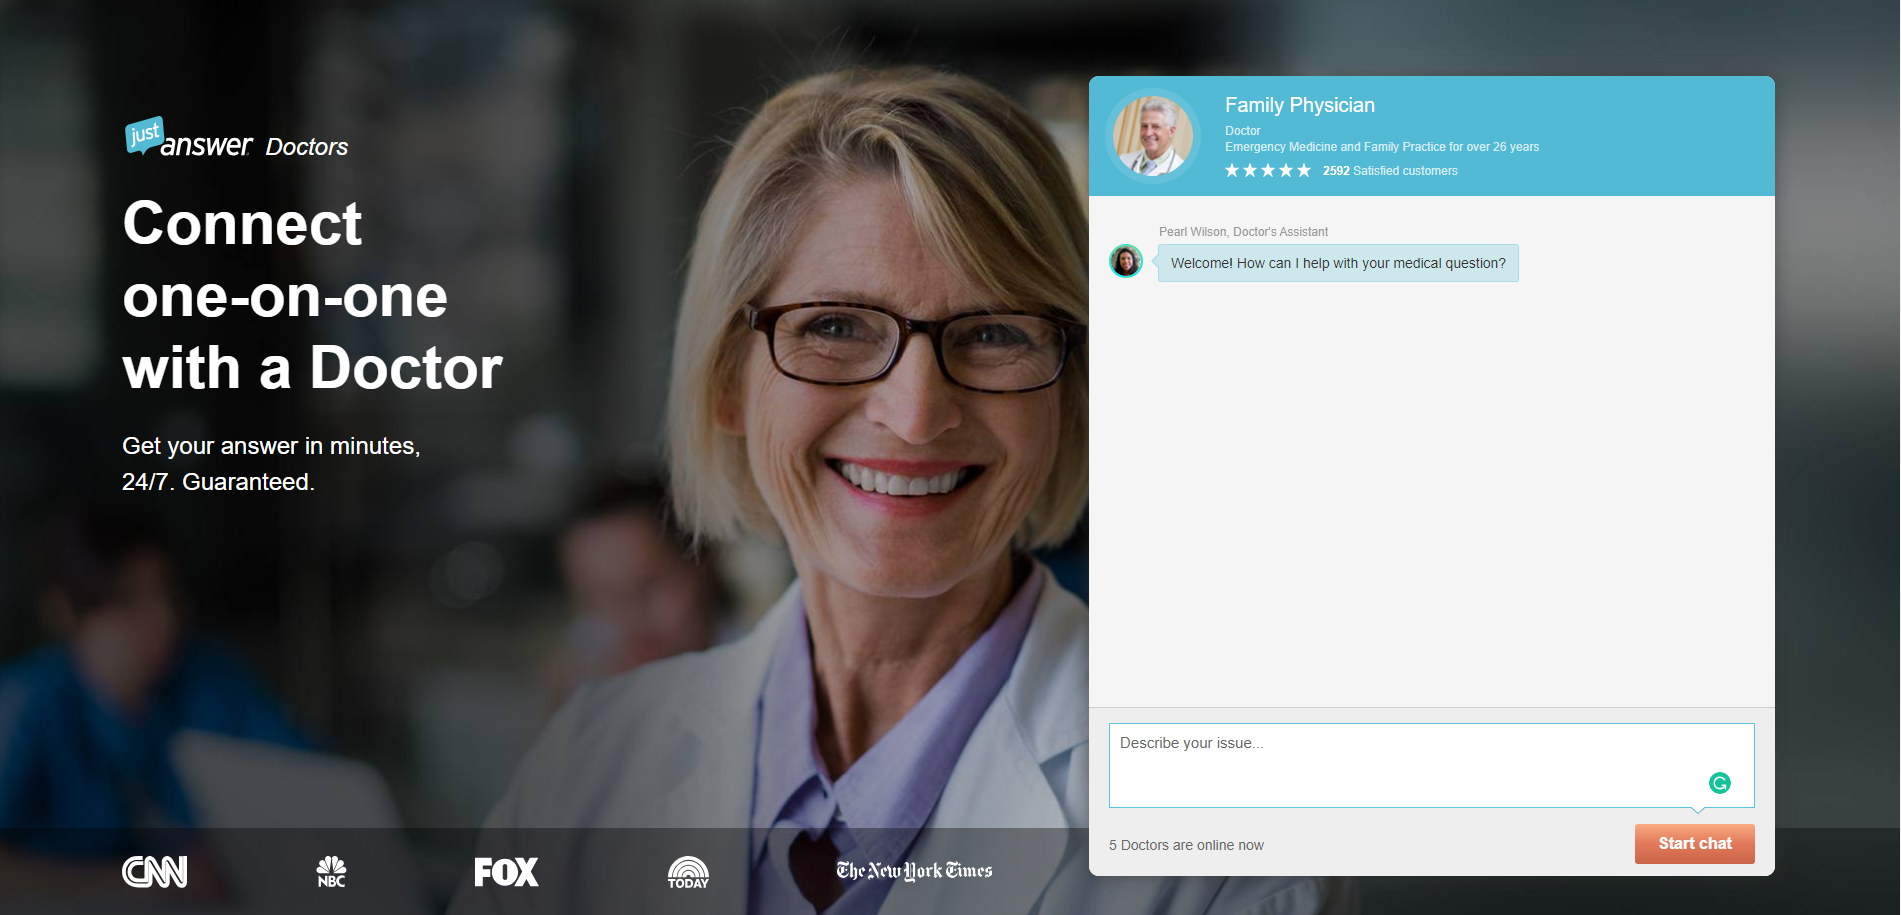 just
answer Doctors
Connect
one-on-one
with a Doctor
Get your answer in minutes,
24/7. Guaranteed.
CNN
NBC
FOX
TODAY
The New York Times
Family Physician
Doctor
Emergency Medicine and Family Practice for over 26 years
2592 Satisfied customers
Pearl Wilson, Doctor's Assistant
Welcome! How can I help with your medical question?
Describe your issue...
5 Doctors are online now
Start chat